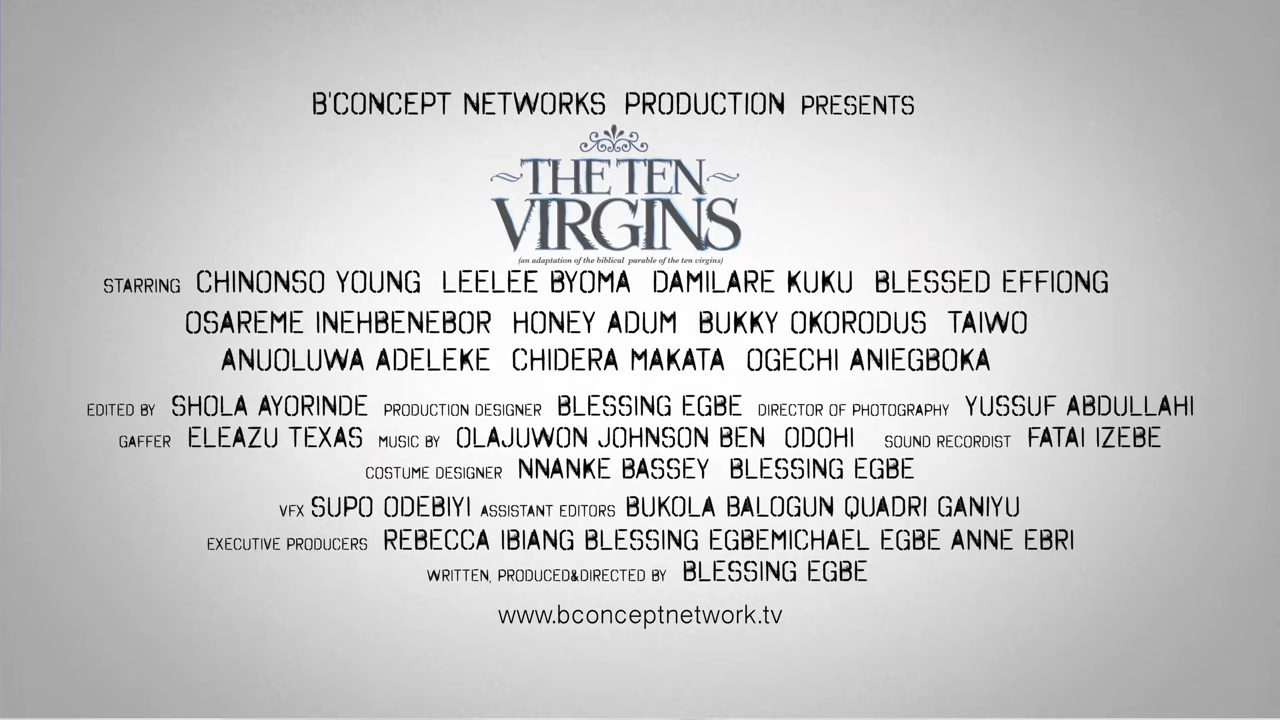 B'CONCEPT NETWORKS PRODUCTION PRESENTS
~THE TEN~
VIRGINS
(an adaptation of the biblical parable of the ten virgins)
STARRING CHINONSO YOUNG LEELEE BYOMA DAMILARE KUKU BLESSED EFFIONG
OSAREME INEHBENEBOR HONEY ADUM BUKKY OKORODUS TAIWO
ANUOLUWA ADELEKE CHIDERA MAKATA OGECHI ANIEGBOKA
EDITED BY SHOLA AYORINDE PRODUCTION DESIGNER BLESSING EGBE DIRECTOR OF PHOTOGRAPHY YUSSUF ABDULLAHI
GAFFER ELEAZU TEXAS MUSIC BY OLAJUWON JOHNSON BEN ODOHI SOUND RECORDIST FATAI IZEBE
COSTUME DESIGNER NNANKE BASSEY BLESSING EGBE
VFX SUPO ODEBIYI ASSISTANT EDITORS BUKOLA BALOGUN QUADRI GANIYU
EXECUTIVE PRODUCERS REBECCA IBIANG BLESSING EGBEMICHAEL EGBE ANNE EBRI
WRITTEN, PRODUCED&DIRECTED BY BLESSING EGBE
www.bconceptnetwork.tv